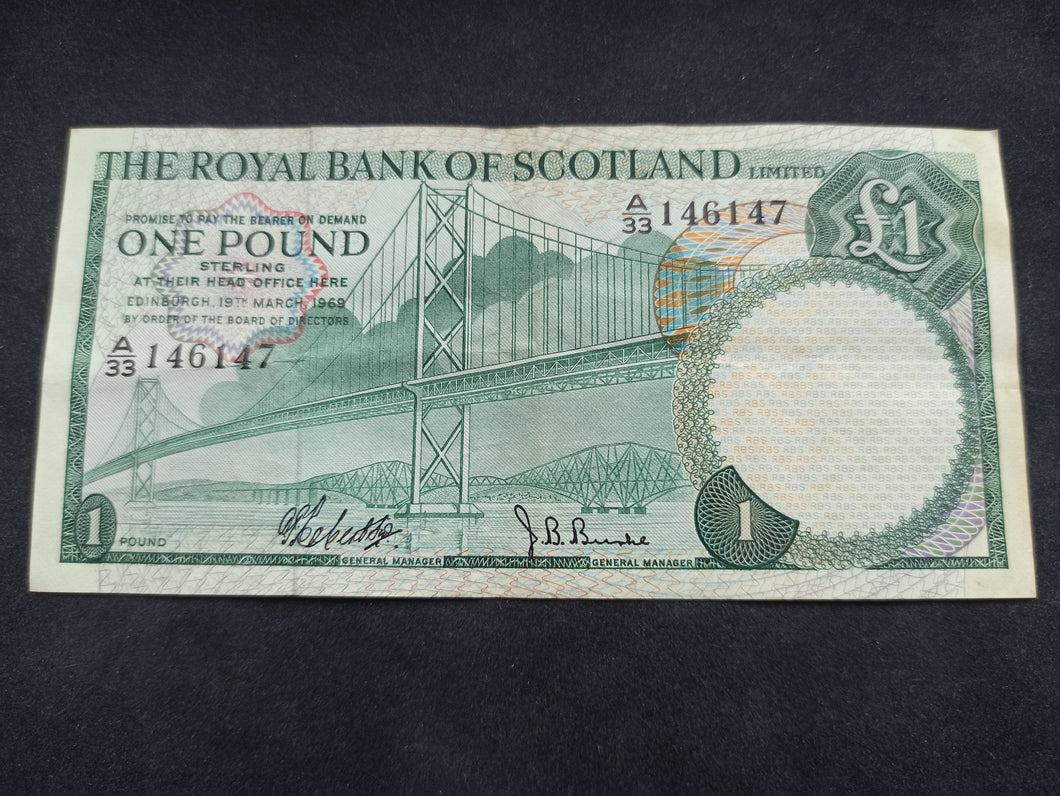 THE ROYAL BANK OF SCOTLAND LIMITED
£1
A/33 146147
PROMISE TO PAY THE BEARER ON DEMAND
ONE POUND
STERLING
AT THEIR HEAD OFFICE HERE
EDINBURGH, 19TH MARCH, 1969
BY ORDER OF THE BOARD OF DIRECTORS
A/33 146147
1
POUND
J. B. Burke
1
GENERAL MANAGER
GENERAL MANAGER